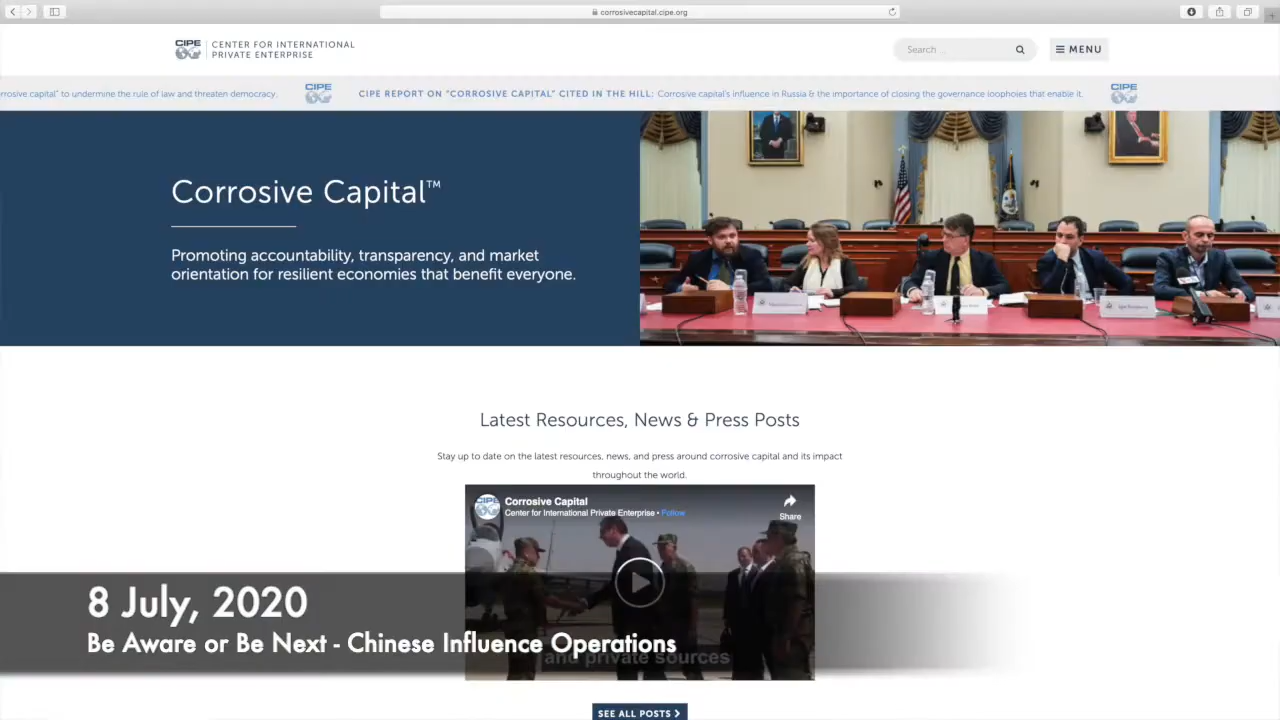 corrosivecapital.cipe.org
CIPE
CENTER FOR INTERNATIONAL
PRIVATE ENTERPRISE
Search ...
MENU
rrosive capital" to undermine the rule of law and threaten democracy.
CIPE
CIPE REPORT ON "CORROSIVE CAPITAL" CITED IN THE HILL: Corrosive capital's influence in Russia & the importance of closing the governance loopholes that enable it.
CIPE
Corrosive Capital™
Promoting accountability, transparency, and market
orientation for resilient economies that benefit everyone.
Latest Resources, News & Press Posts
Stay up to date on the latest resources, news, and press around corrosive capital and its impact
throughout the world.
CIPE
Corrosive Capital
Center for International Private Enterprise • Follow
Share
8 July, 2020
Be Aware or Be Next - Chinese Influence Operations
and private sources
SEE ALL POSTS